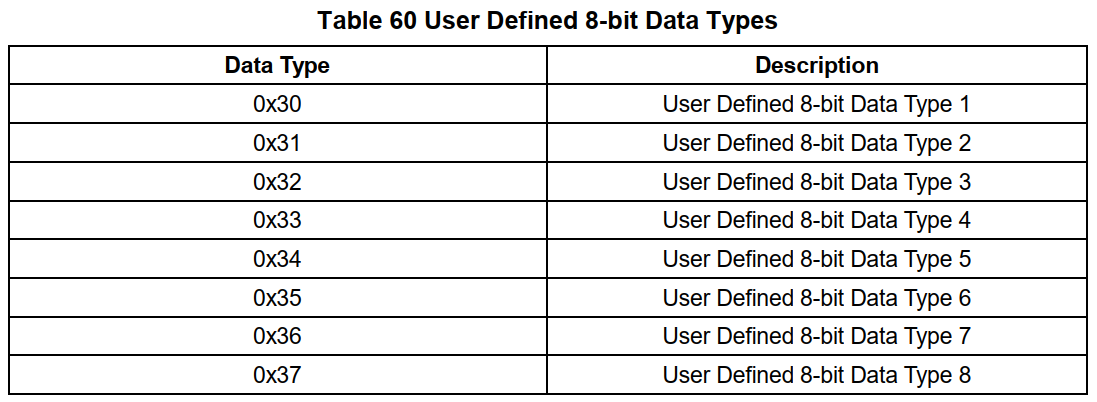 Table 60 User Defined 8-bit Data Types
Data Type Description
0x30 User Defined 8-bit Data Type 1
0x31 User Defined 8-bit Data Type 2
0x32 User Defined 8-bit Data Type 3
0x33 User Defined 8-bit Data Type 4
0x34 User Defined 8-bit Data Type 5
0x35 User Defined 8-bit Data Type 6
0x36 User Defined 8-bit Data Type 7
0x37 User Defined 8-bit Data Type 8